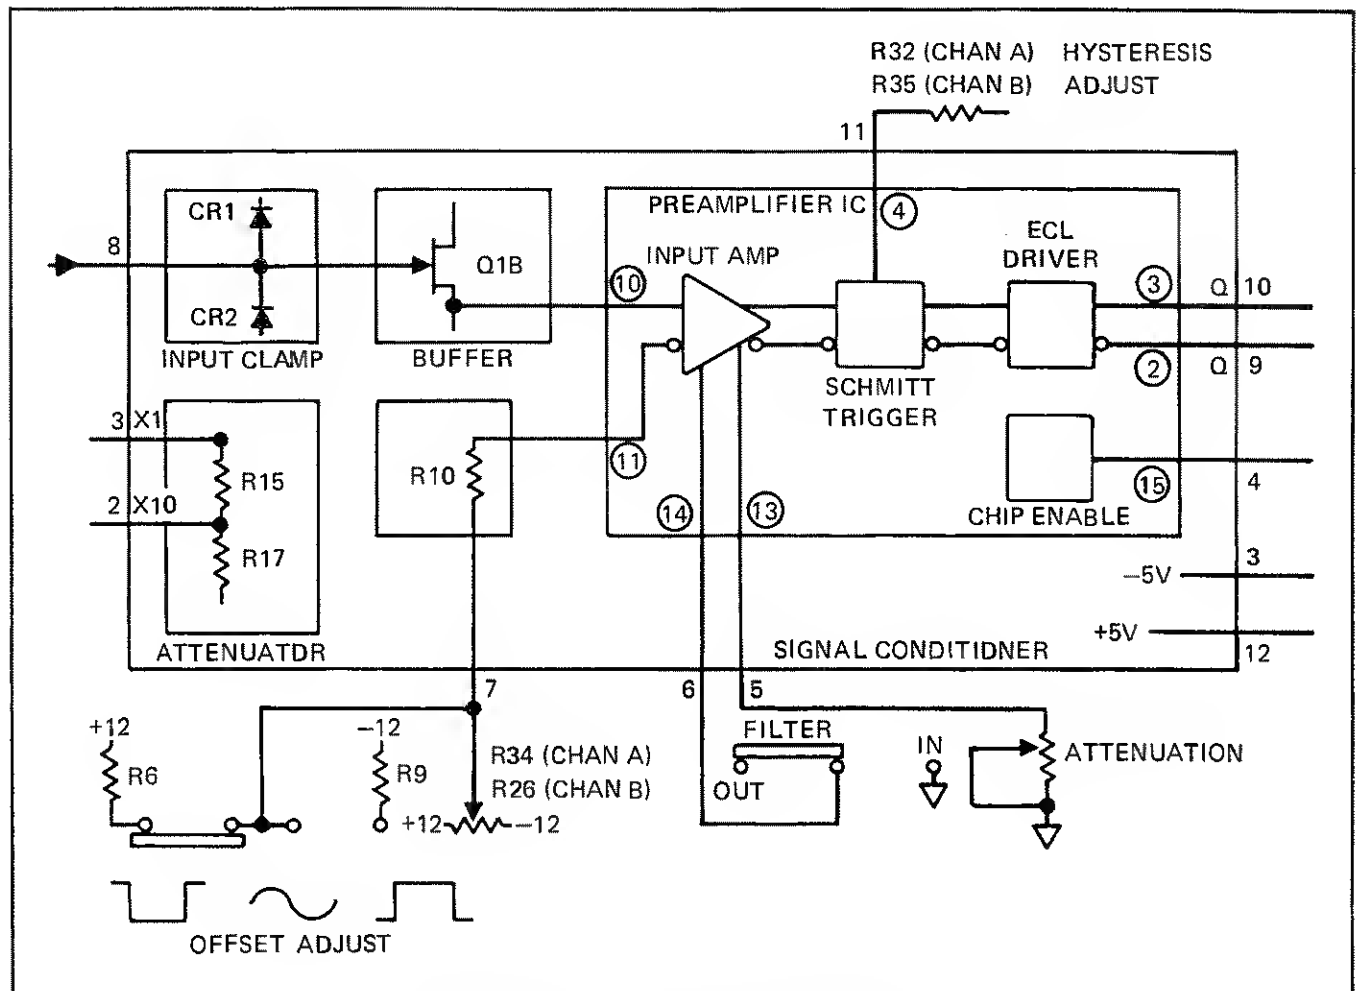 R32 (CHAN A) HYSTERESIS
R35 (CHAN B) ADJUST
11
PREAMPLIFIER IC
4
CR1
8
CR2
INPUT CLAMP
Q1B
BUFFER
10
INPUT AMP
ECL
DRIVER
3
Q
10
2
Q
9
SCHMITT
TRIGGER
3 X1
R15
2 X10
R17
ATTENUATDR
R10
11
14
13
15
4
CHIP ENABLE
3
−5V
+5V
12
SIGNAL CONDITIDNER
7
6
5
+12
R6
−12
R9
R34 (CHAN A)
R26 (CHAN B)
+12
−12
FILTER
OUT
IN
ATTENUATION
OFFSET ADJUST